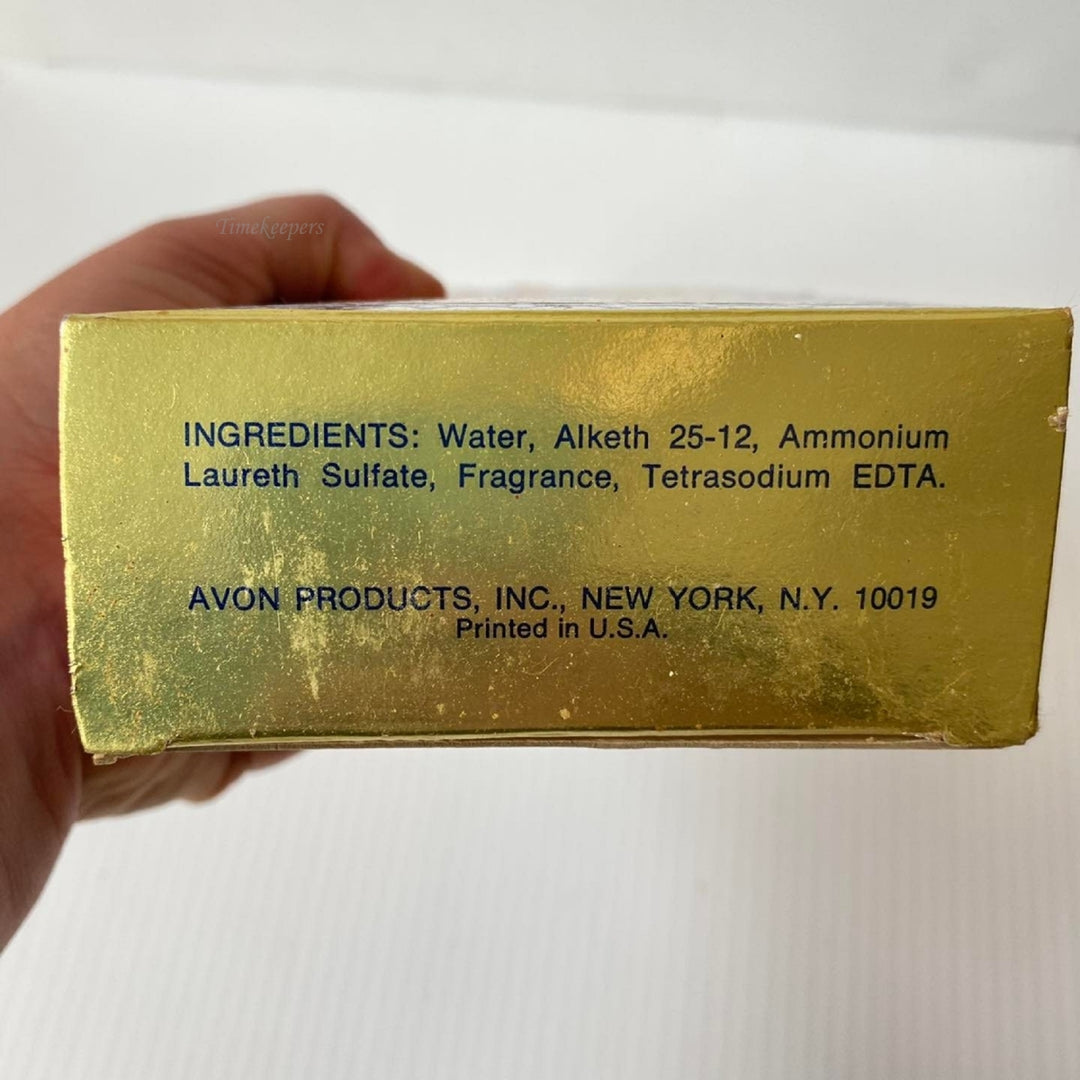 Timekeepers
INGREDIENTS: Water, Alketh 25-12, Ammonium
Laureth Sulfate, Fragrance, Tetrasodium EDTA.
AVON PRODUCTS, INC., NEW YORK, N.Y. 10019
Printed in U.S.A.